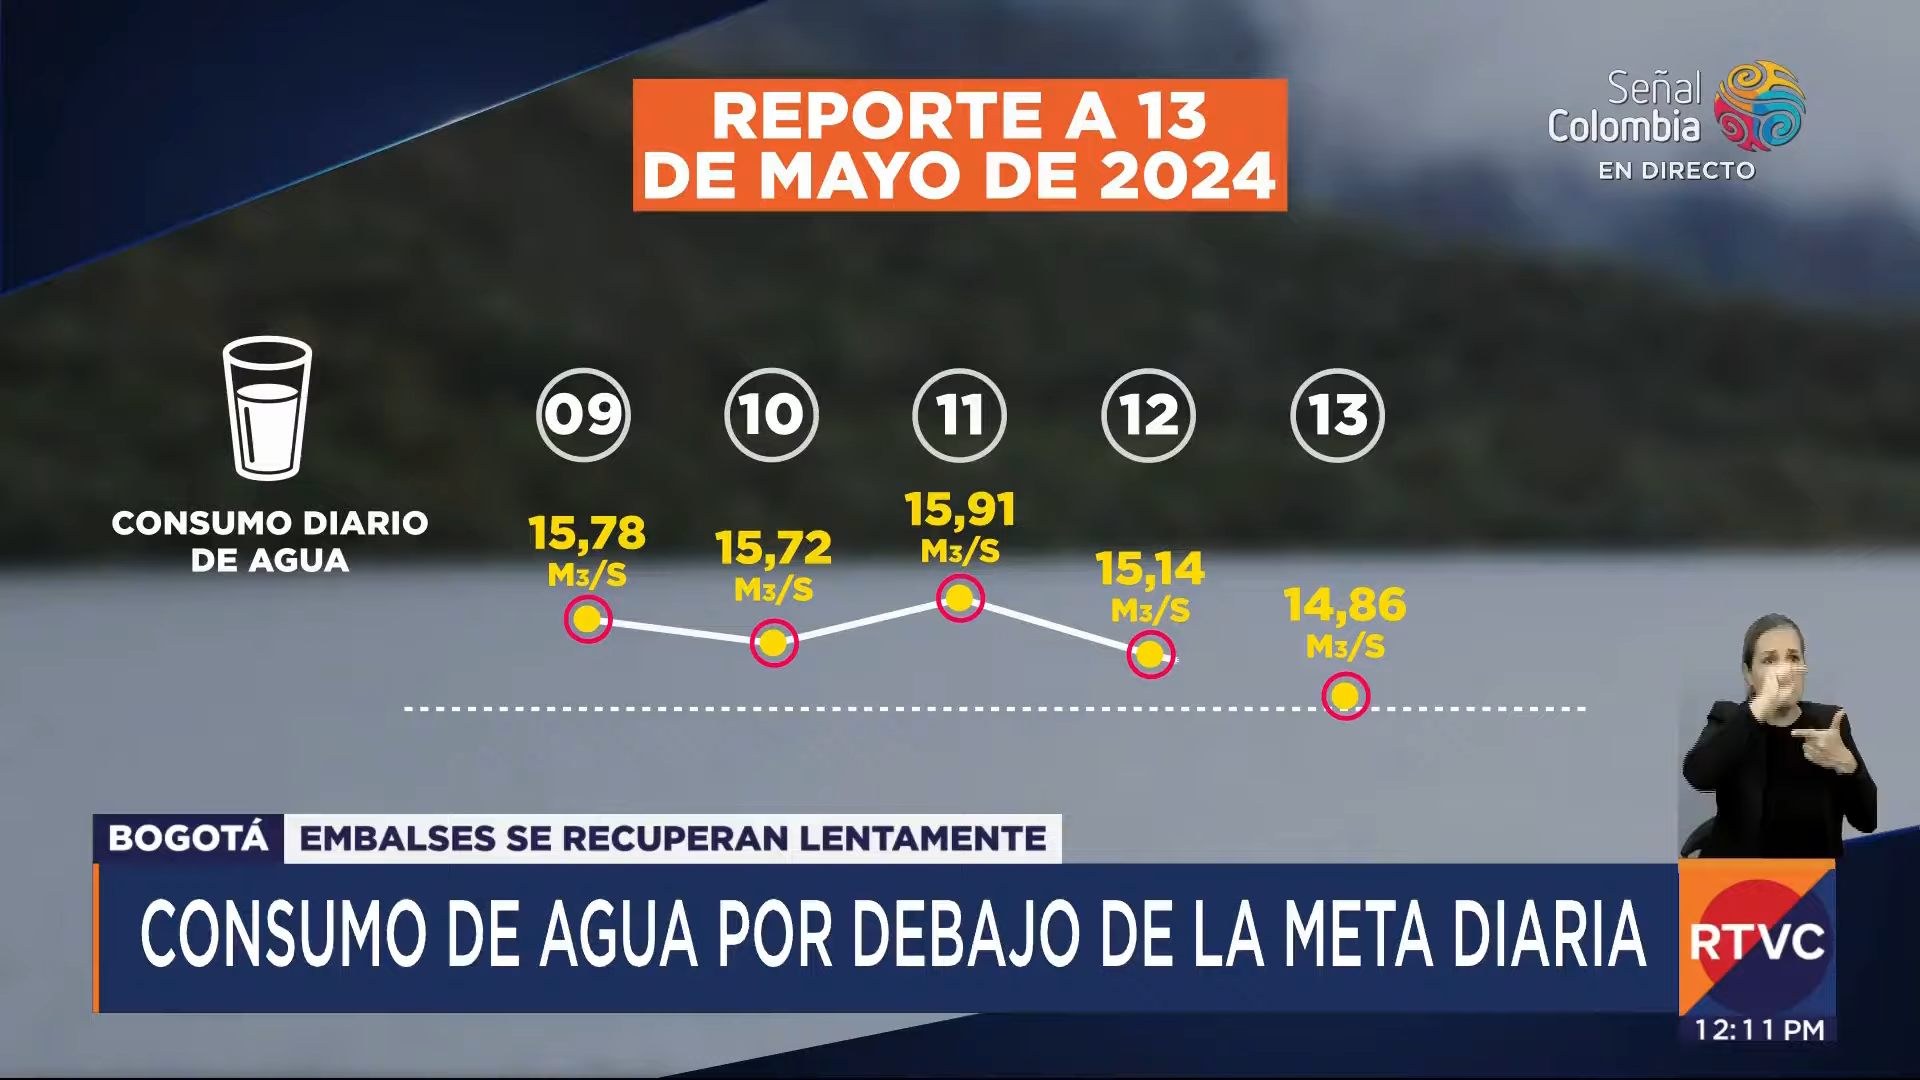 REPORTE A 13
DE MAYO DE 2024
Señal
Colombia
EN DIRECTO
09
10
11
12
13
CONSUMO DIARIO
DE AGUA
15,78
M3/S
15,72
M3/S
15,91
M3/S
15,14
M3/S
14,86
M3/S
BOGOTÁ
EMBALSES SE RECUPERAN LENTAMENTE
CONSUMO DE AGUA POR DEBAJO DE LA META DIARIA
RTVC
12:11 PM